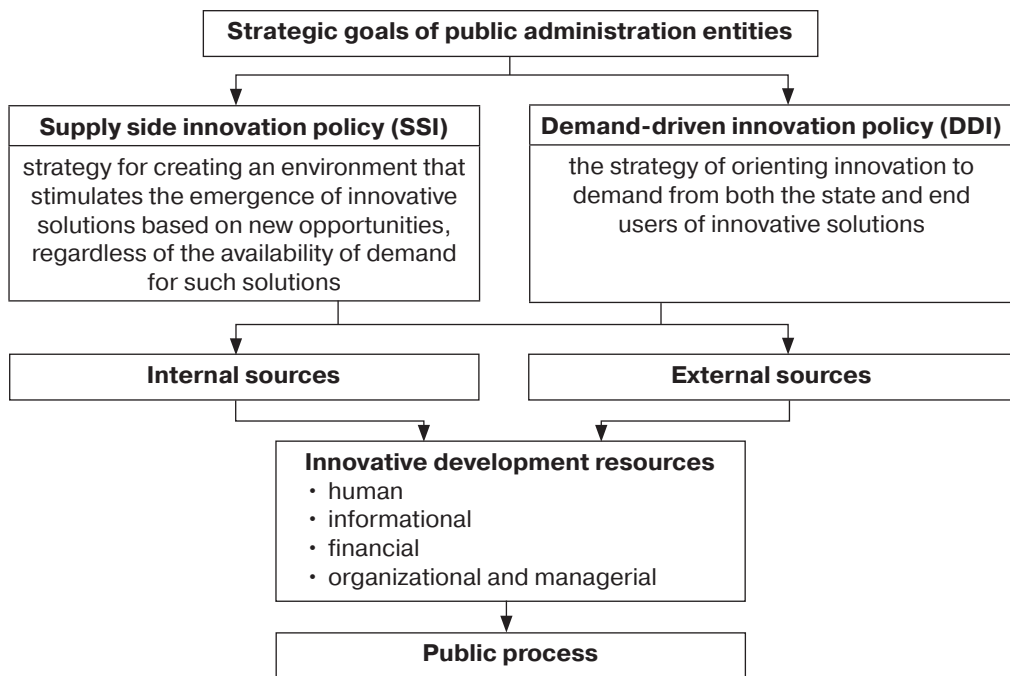 Strategic goals of public administration entities
Supply side innovation policy (SSI)
strategy for creating an environment that
stimulates the emergence of innovative
solutions based on new opportunities,
regardless of the availability of demand
for such solutions
Demand-driven innovation policy (DDI)
the strategy of orienting innovation to
demand from both the state and end
users of innovative solutions
Internal sources
External sources
Innovative development resources
• human
• informational
• financial
• organizational and managerial
Public process